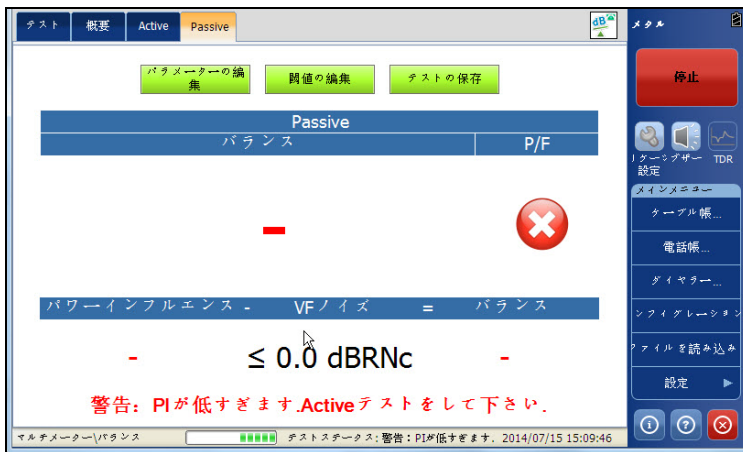 テスト 概要 Active Passive dB
メタル
パラメーターの編
集
閾値の編集
テストの保存
停止
Passive
バランス P/F
リケーシブザー TDR
設定
メインメニュー
ケーブル帳...
電話帳...
ダイヤラー...
ンフィグレーション
ファイルを読み込み
設定
-
パワーインフルエンス - VFノイズ = バランス
- ≤ 0.0 dBRNc -
警告: PIが低すぎます.Activeテストをして下さい.
マルチメーター\バランス テストステータス: 警告:PIが低すぎます. 2014/07/15 15:09:46